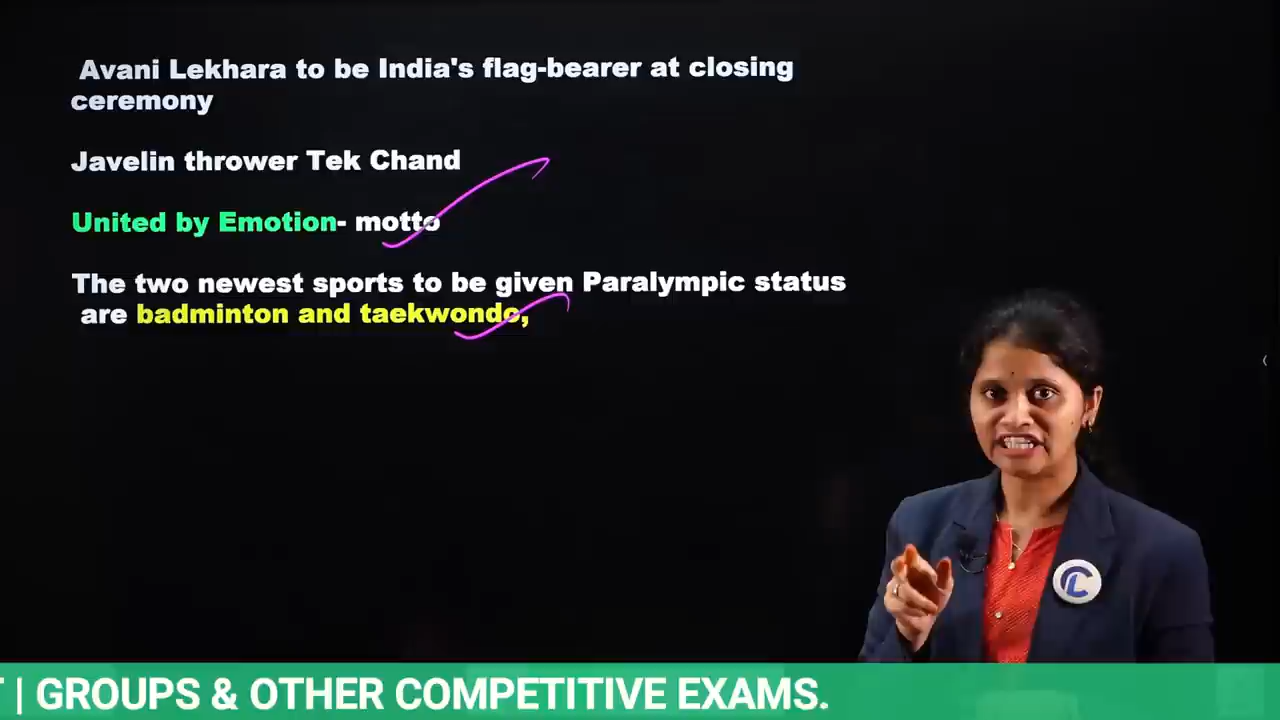 Avani Lekhara to be India's flag-bearer at closing
ceremony
Javelin thrower Tek Chand
United by Emotion- motto
The two newest sports to be given Paralympic status
are badminton and taekwondo,
| GROUPS & OTHER COMPETITIVE EXAMS.